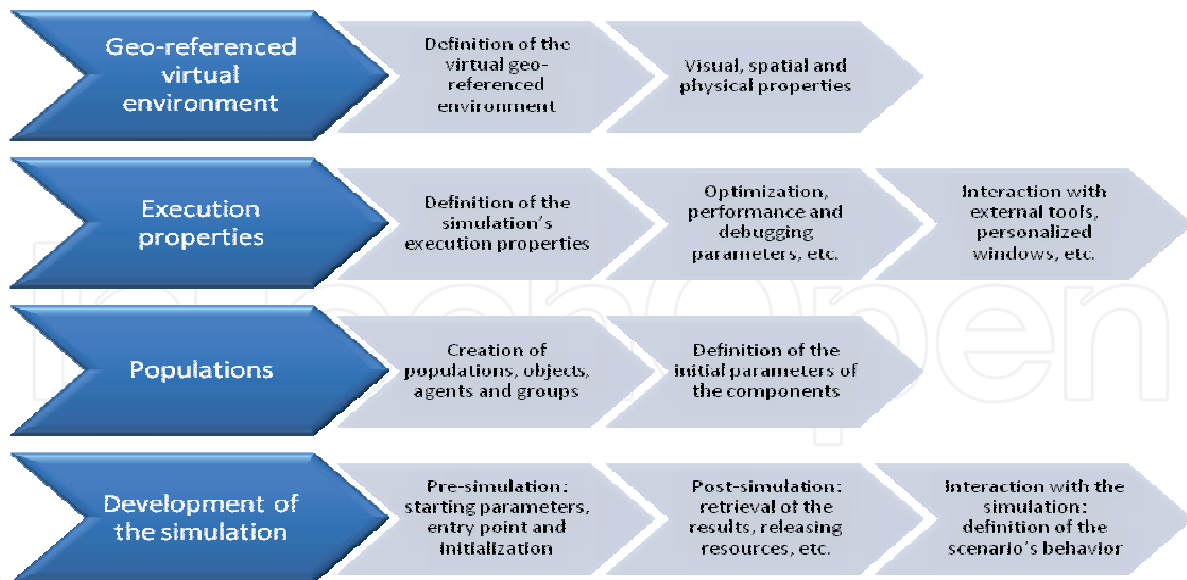 Geo-referenced
virtual
environment
Definition of the
virtual geo-
referenced
environment
Visual, spatial and
physical properties
Execution
properties
Definition of the
simulation's
execution properties
Optimization,
performance and
debugging
parameters, etc.
Interaction with
external tools,
personalized
windows, etc.
Populations
Creation of
populations, objects,
agents and groups
Definition of the
initial parameters of
the components
Development of
the simulation
Pre-simulation:
starting parameters,
entry point and
initialization
Post-simulation:
retrieval of the
results, releasing
resources, etc.
Interaction with the
simulation:
definition of the
scenario's behavior
InTechOpen